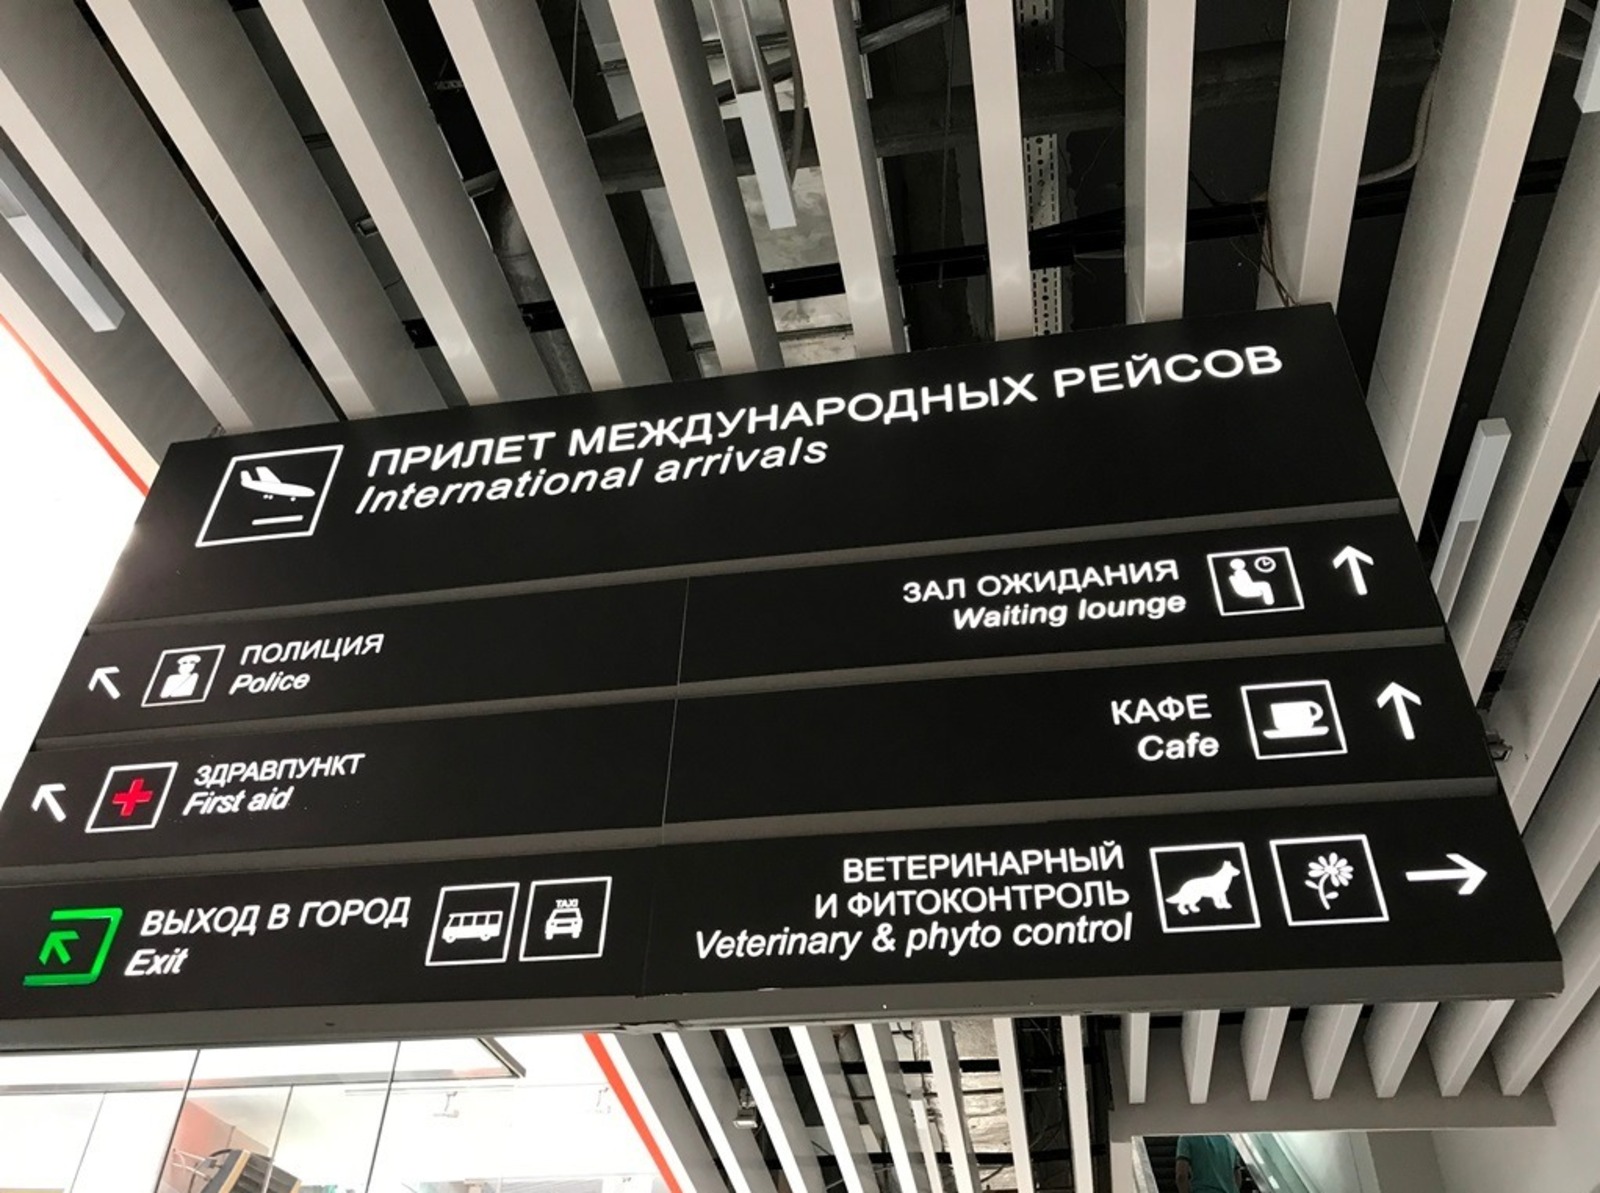 ПРИЛЕТ МЕЖДУНАРОДНЫХ РЕЙСОВ
International arrivals
ПОЛИЦИЯ
Police
ЗДРАВПУНКТ
First aid
ВЫХОД В ГОРОД
Exit
TAXI
ЗАЛ ОЖИДАНИЯ
Waiting lounge
КАФЕ
Cafe
ВЕТЕРИНАРНЫЙ
И ФИТОКОНТРОЛЬ
Veterinary & phyto control